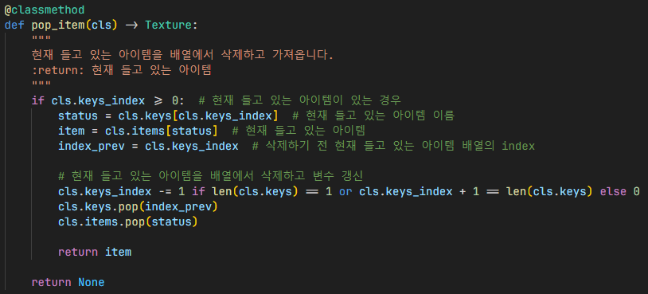 @classmethod
def pop_item(cls) → Texture:
"""
현재 들고 있는 아이템을 배열에서 삭제하고 가져옵니다.
:return: 현재 들고 있는 아이템
"""
if cls.keys_index ≥ 0:  # 현재 들고 있는 아이템이 있는 경우
status = cls.keys[cls.keys_index]  # 현재 들고 있는 아이템 이름
item = cls.items[status]  # 현재 들고 있는 아이템
index_prev = cls.keys_index  # 삭제하기 전 현재 들고 있는 아이템 배열의 index
# 현재 들고 있는 아이템을 배열에서 삭제하고 변수 갱신
cls.keys_index -= 1 if len(cls.keys) == 1 or cls.keys_index + 1 == len(cls.keys) else 0
cls.keys.pop(index_prev)
cls.items.pop(status)
return item
return None